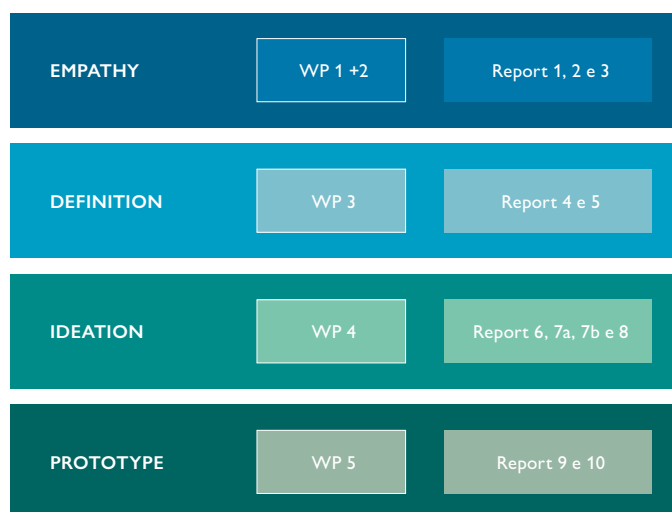 EMPATHY
WP 1 +2
Report 1, 2 e 3
DEFINITION
WP 3
Report 4 e 5
IDEATION
WP 4
Report 6, 7a, 7b e 8
PROTOTYPE
WP 5
Report 9 e 10